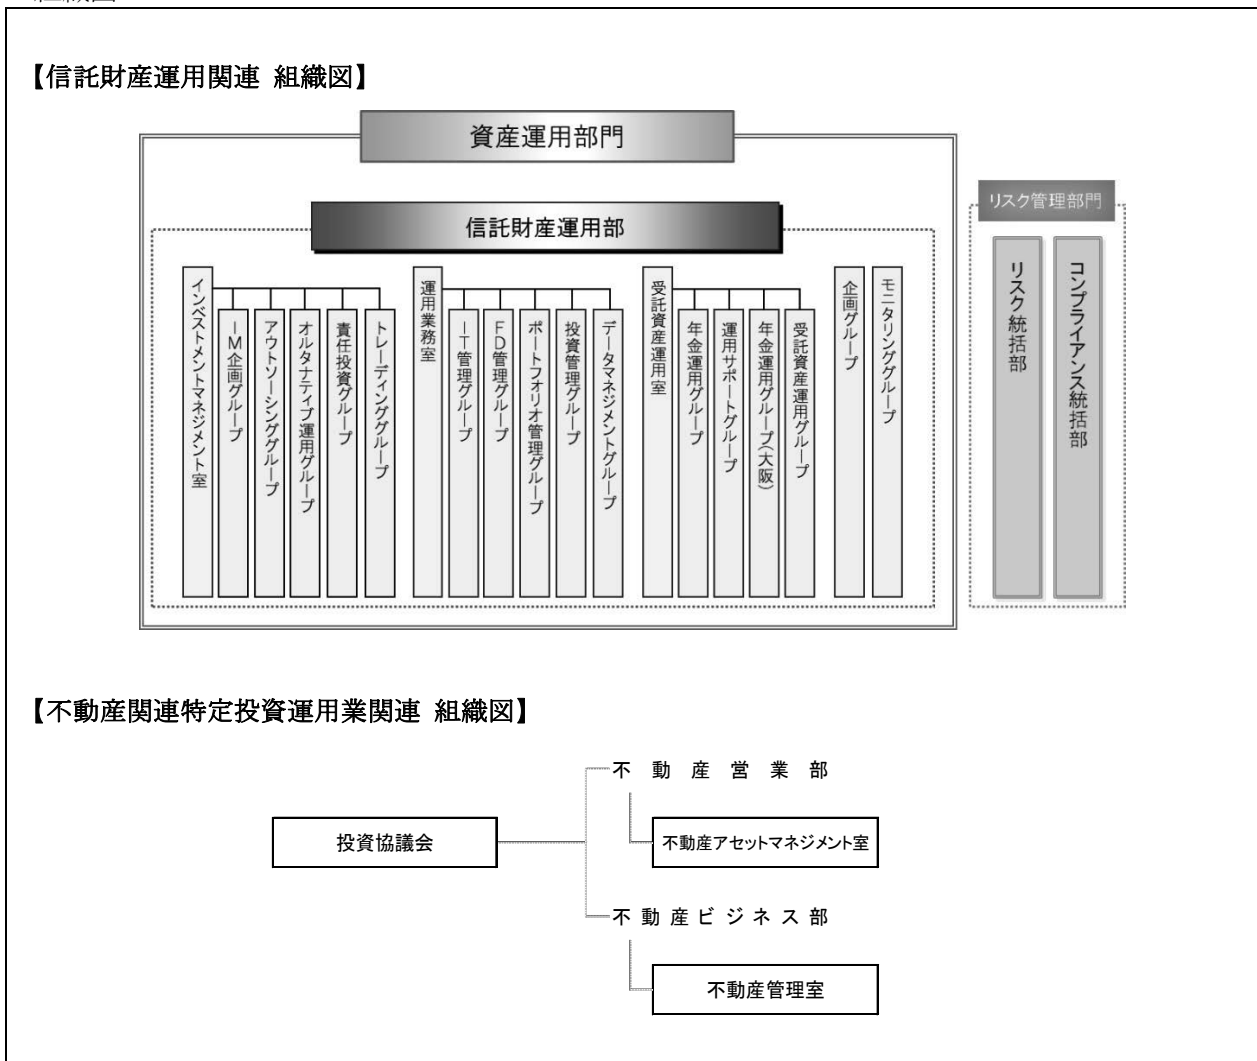 【信託財産運用関連 組織図】
資産運用部門
リスク管理部門
信託財産運用部
インベストメントマネジメント室
IM企画グループ
アウトソーシンググループ
オルタナティブ運用グループ
責任投資グループ
トレーディンググループ
運用業務室
IT管理グループ
FD管理グループ
ポートフォリオ管理グループ
投資管理グループ
データマネジメントグループ
受託資産運用室
年金運用グループ
運用サポートグループ
年金運用グループ(大阪)
受託資産運用グループ
企画グループ
モニタリンググループ
リスク統括部
コンプライアンス統括部
【不動産関連特定投資運用業関連 組織図】
不動産営業部
投資協議会
不動産アセットマネジメント室
不動産ビジネス部
不動産管理室